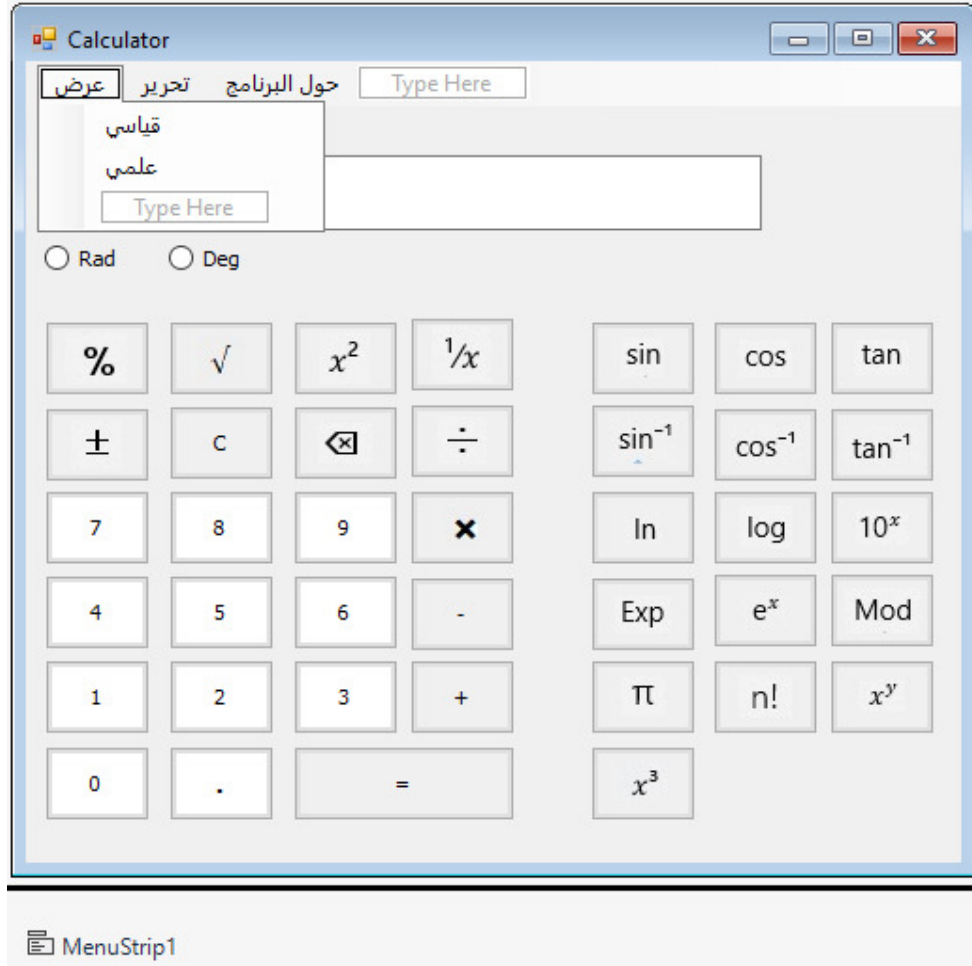 Calculator
عرض تحرير حول البرنامج Type Here
قياسي
علمي
Type Here
Rad Deg
% √ x² ¹/x sin cos tan
± C ⌫ ÷ sin⁻¹ cos⁻¹ tan⁻¹
7 8 9 × ln log 10ˣ
4 5 6 - Exp eˣ Mod
1 2 3 + π n! xʸ
0 . = x³
MenuStrip1